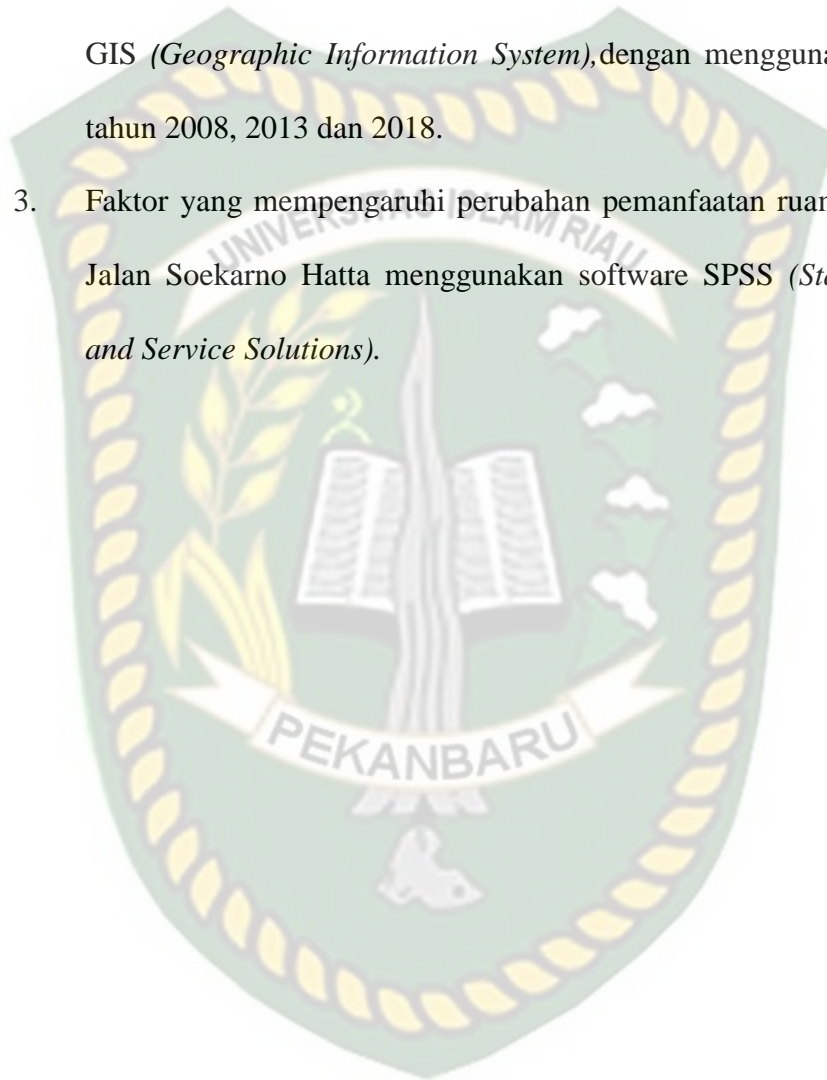 GIS (Geographic Information System),dengan mengguna
tahun 2008, 2013 dan 2018.
3. Faktor yang mempengaruhi perubahan pemanfaatan ruan
UNIVERSITAS ISLAM RIAU
Jalan Soekarno Hatta menggunakan software SPSS (Sta
and Service Solutions).
PEKANBARU